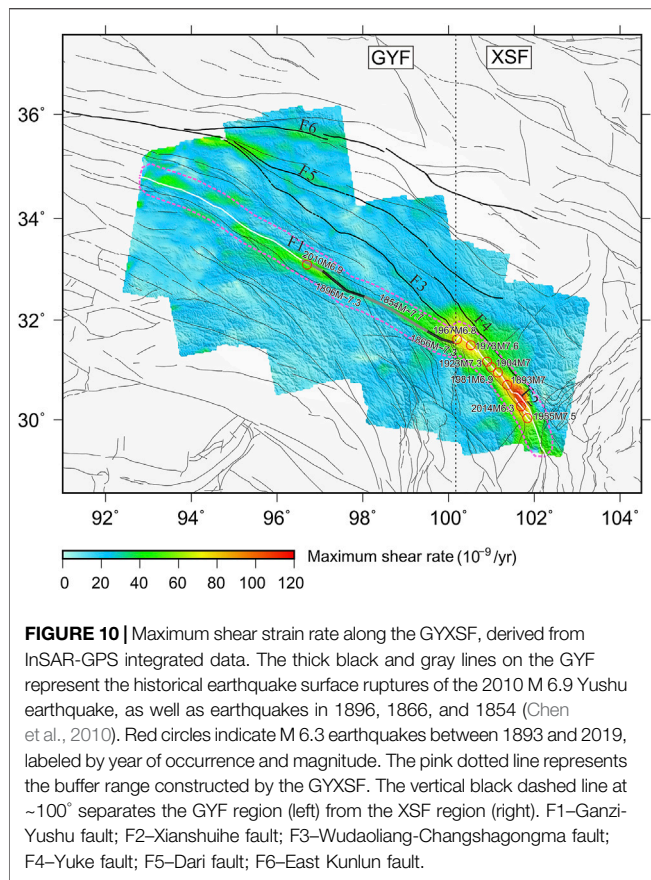 GYF XSF
36°
34°
32°
30°
F6
F5
F1
2010M6.9
F3
1896M~7.3
1854M~7.7
F4
1967M6.8
1866M~7.3
1973M7.6
1923M7.3
1904M7
1981M6.9
1893M7
2014M6.3
1955M7.5
92° 94° 96° 98° 100° 102° 104°
Maximum shear rate (10⁻⁹/yr)
0 20 40 60 80 100 120
FIGURE 10 | Maximum shear strain rate along the GYXSF, derived from
InSAR-GPS integrated data. The thick black and gray lines on the GYF
represent the historical earthquake surface ruptures of the 2010 M 6.9 Yushu
earthquake, as well as earthquakes in 1896, 1866, and 1854 (Chen
et al., 2010). Red circles indicate M 6.3 earthquakes between 1893 and 2019,
labeled by year of occurrence and magnitude. The pink dotted line represents
the buffer range constructed by the GYXSF. The vertical black dashed line at
~100° separates the GYF region (left) from the XSF region (right). F1–Ganzi-
Yushu fault; F2–Xianshuihe fault; F3–Wudaoliang-Changshagongma fault;
F4–Yuke fault; F5–Dari fault; F6–East Kunlun fault.